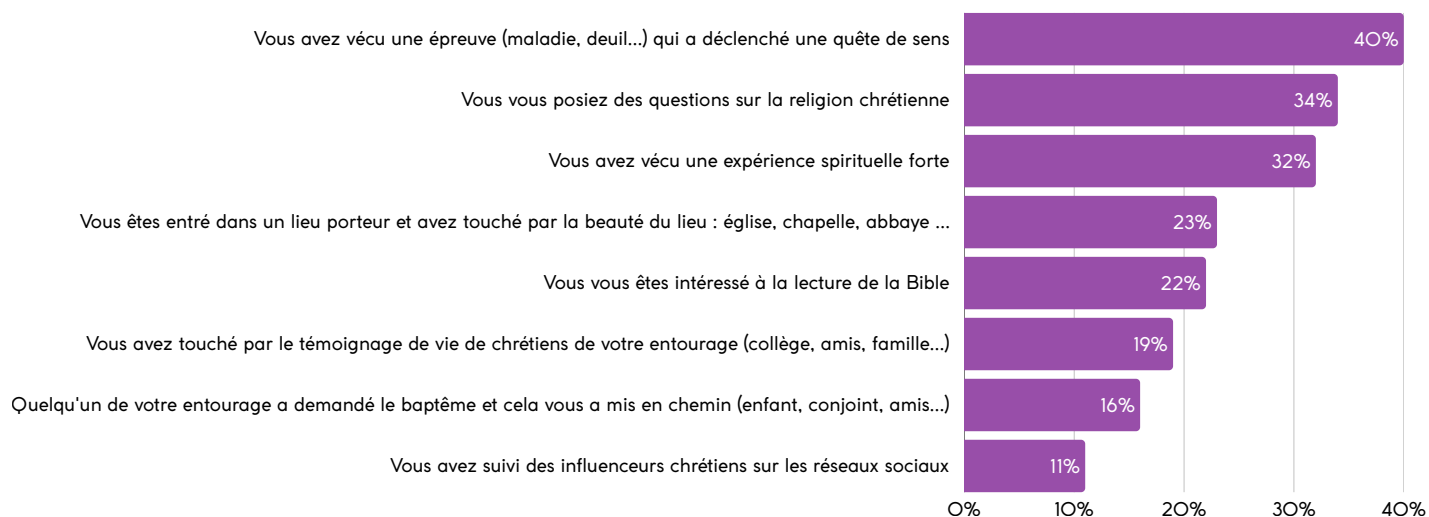 Vous avez vécu une épreuve (maladie, deuil...) qui a déclenché une quête de sens 40%
Vous vous posiez des questions sur la religion chrétienne 34%
Vous avez vécu une expérience spirituelle forte 32%
Vous êtes entré dans un lieu porteur et avez touché par la beauté du lieu : église, chapelle, abbaye ... 23%
Vous vous êtes intéressé à la lecture de la Bible 22%
Vous avez touché par le témoignage de vie de chrétiens de votre entourage (collège, amis, famille...) 19%
Quelqu'un de votre entourage a demandé le baptême et cela vous a mis en chemin (enfant, conjoint, amis...) 16%
Vous avez suivi des influenceurs chrétiens sur les réseaux sociaux 11%
0% 10% 20% 30% 40%